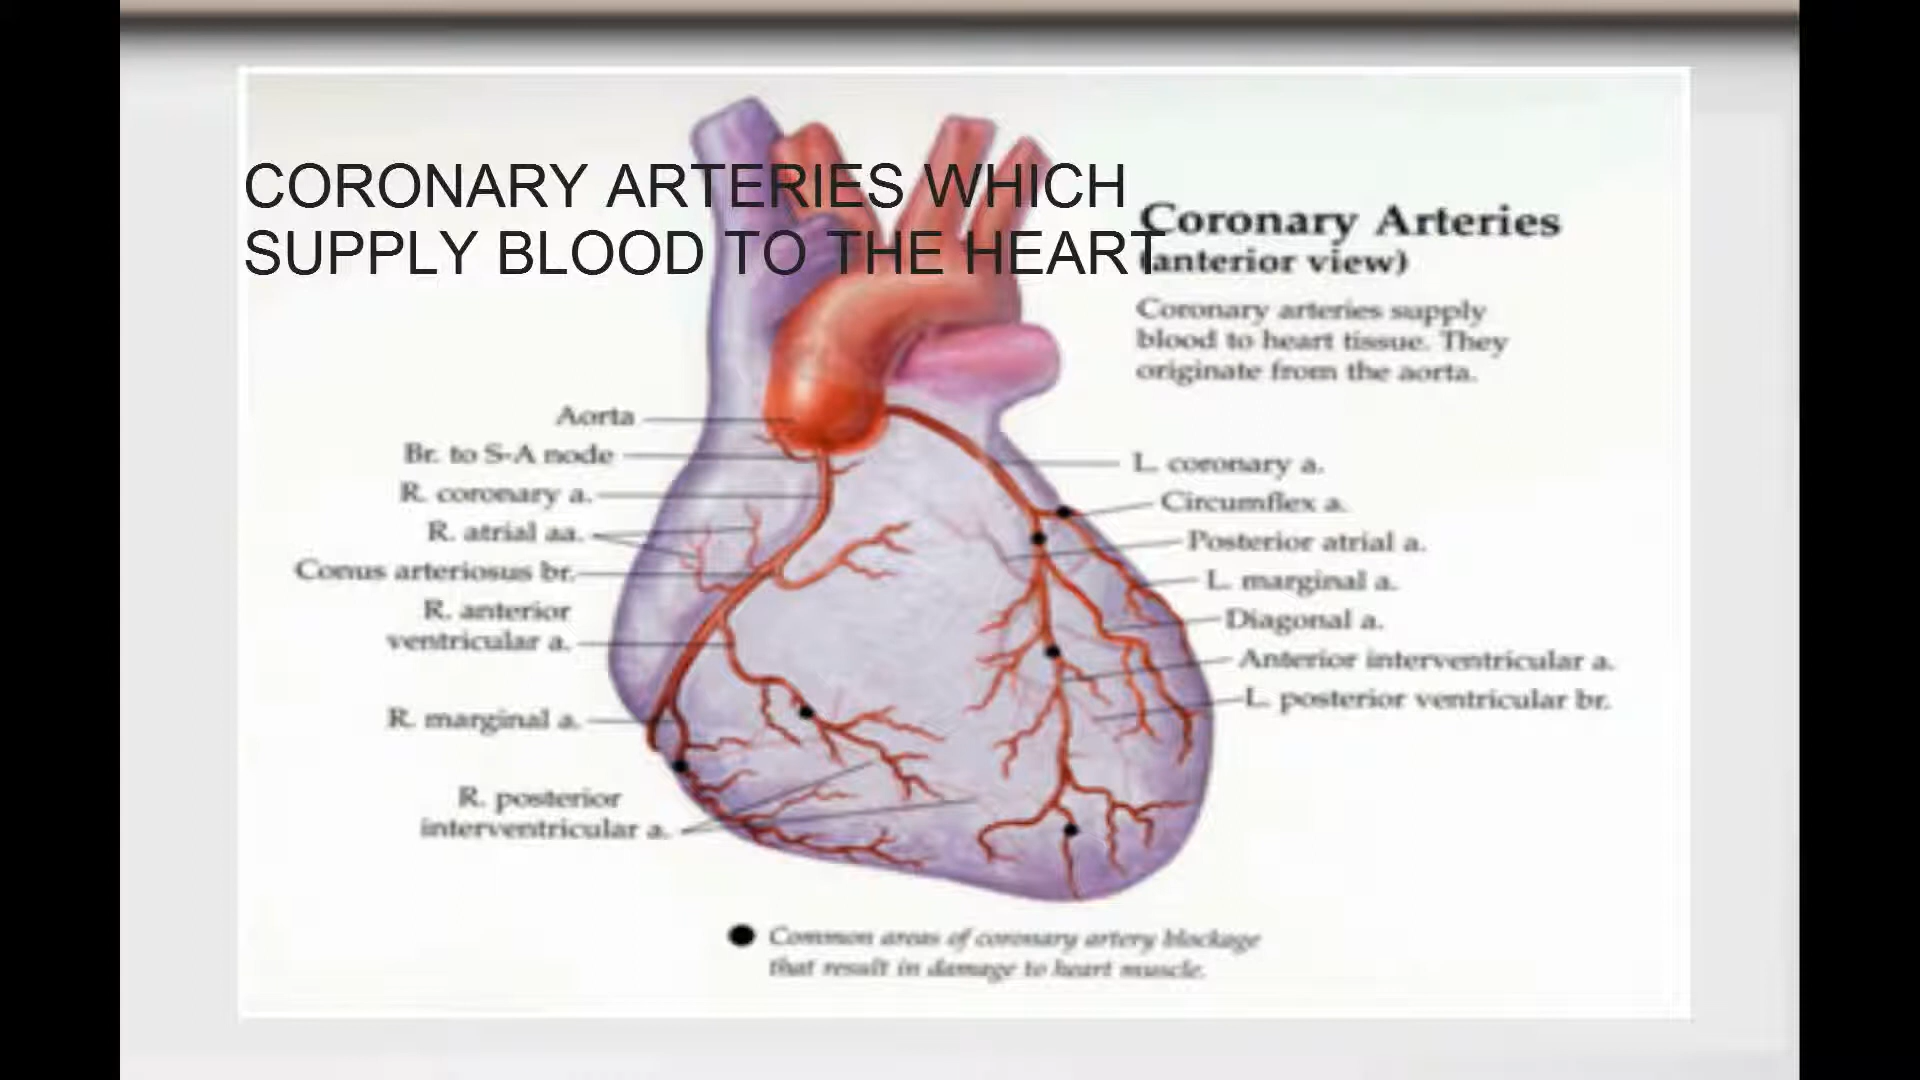 CORONARY ARTERIES WHICH
SUPPLY BLOOD TO THE HEART
Coronary Arteries
(anterior view)
Coronary arteries supply
blood to heart tissue. They
originate from the aorta.
Aorta
Br. to S-A node
R. coronary a.
R. atrial aa.
Conus arteriosus br.
R. anterior
ventricular a.
R. marginal a.
R. posterior
interventricular a.
L. coronary a.
Circumflex a.
Posterior atrial a.
L. marginal a.
Diagonal a.
Anterior interventricular a.
L. posterior ventricular br.
Common areas of coronary artery blockage
that result in damage to heart muscle.